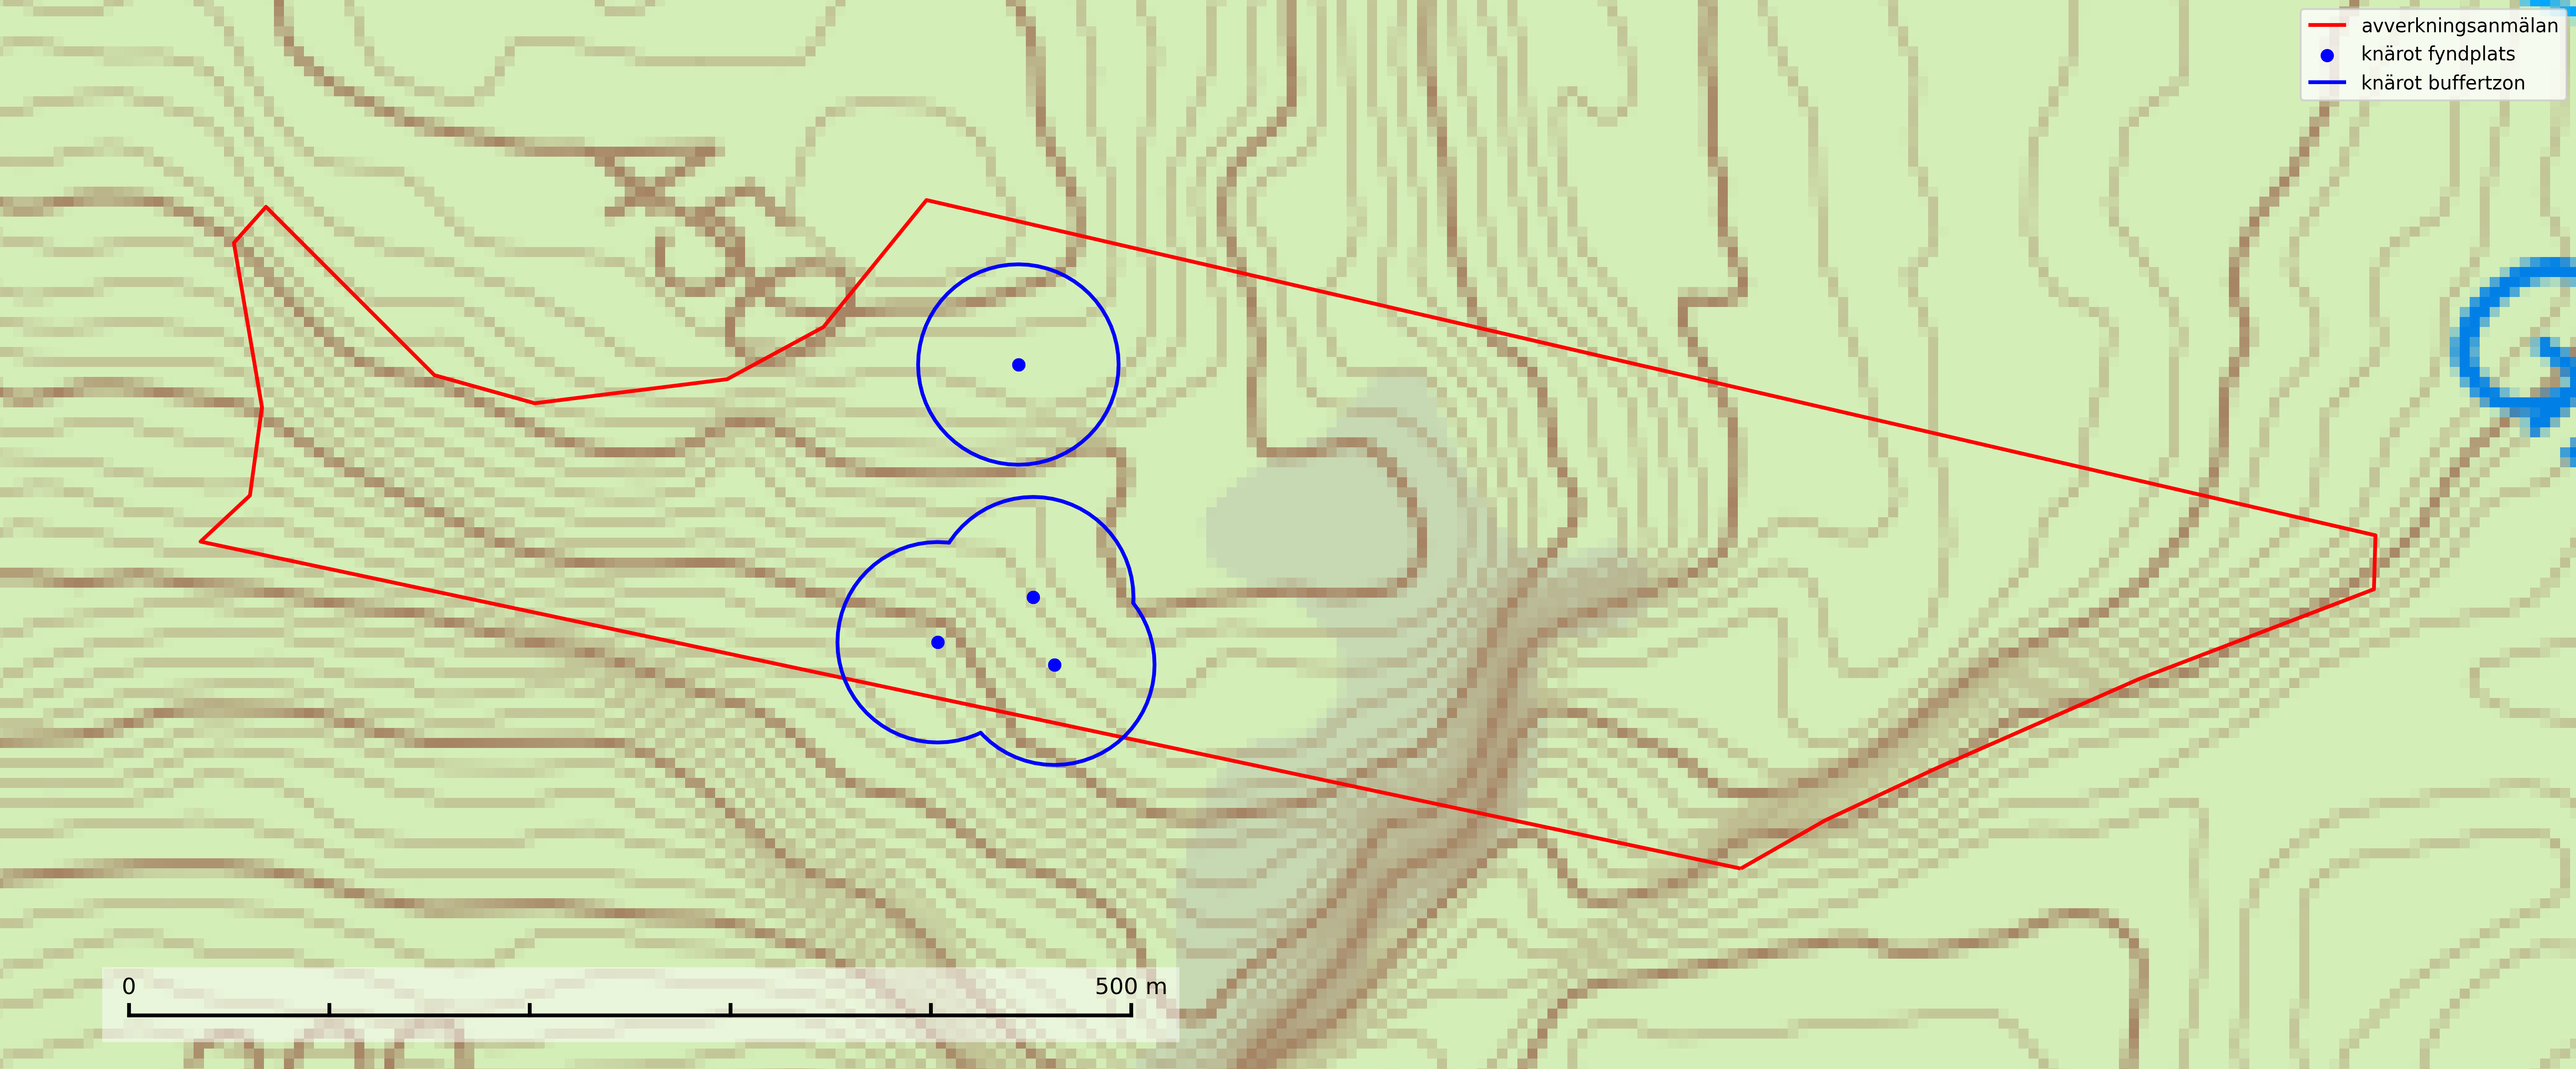 avverkningsanmälan
knärot fyndplats
knärot buffertzon
0 500 m